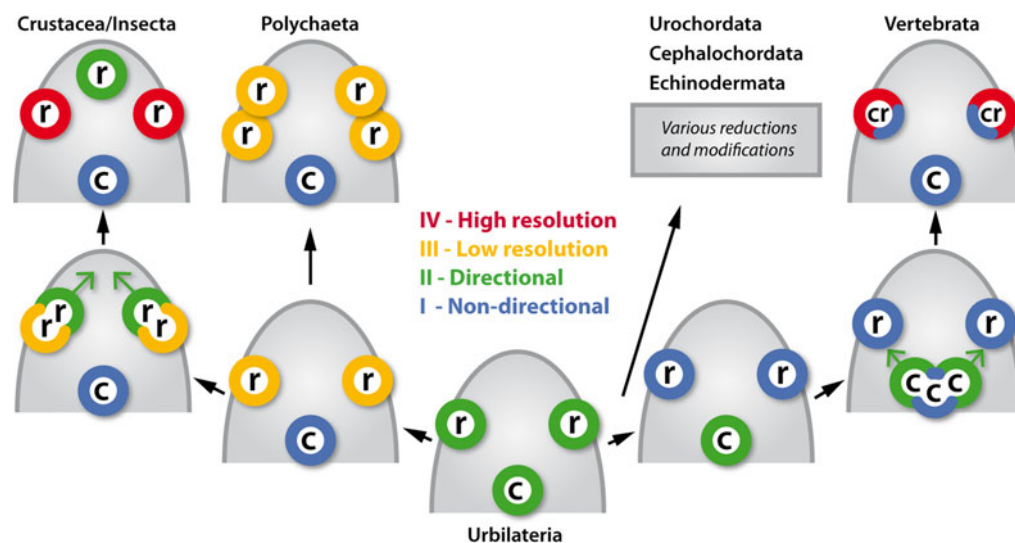 Crustacea/Insecta
Polychaeta
Urochordata
Cephalochordata
Echinodermata
Various reductions
and modifications
Vertebrata
r
r
r
c
r
r
r
r
c
cr
cr
c
IV - High resolution
III - Low resolution
II - Directional
I - Non-directional
r
r
r
r
c
r
r
c
r
r
c
r
r
c
r
r
c
c
c
Urbilateria